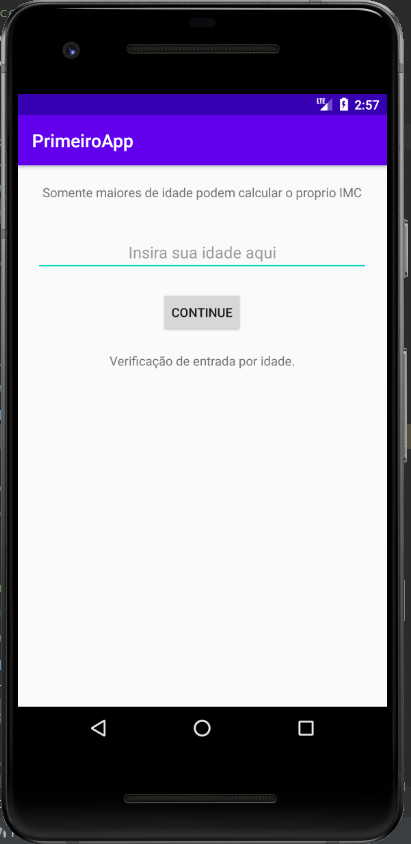 LTE 2:57
PrimeiroApp
Somente maiores de idade podem calcular o proprio IMC
Insira sua idade aqui
CONTINUE
Verificação de entrada por idade.